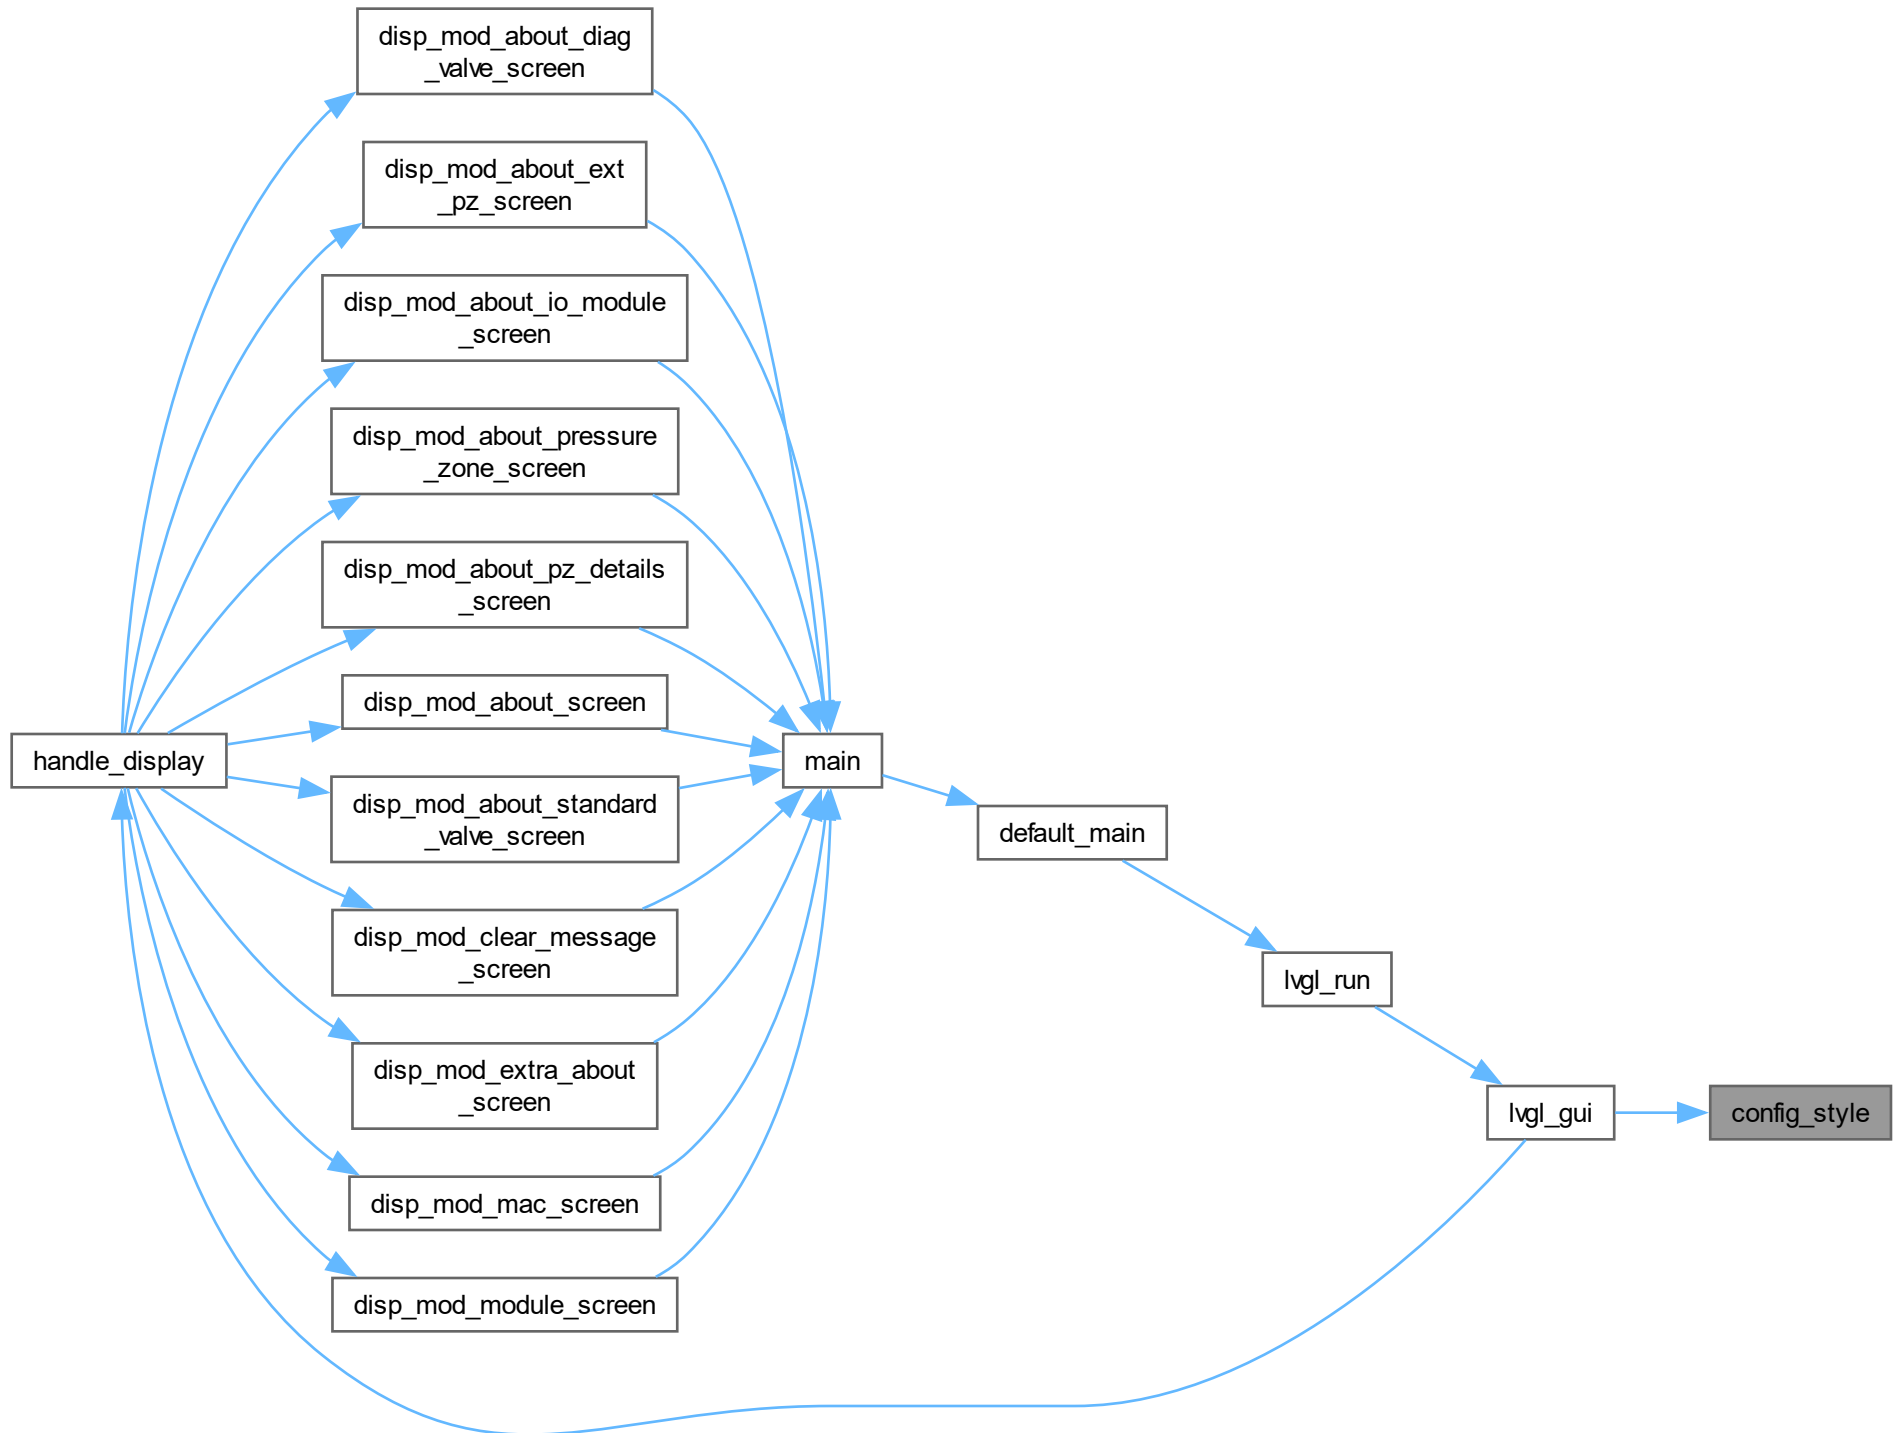 disp_mod_about_diag
_valve_screen
disp_mod_about_ext
_pz_screen
disp_mod_about_io_module
_screen
disp_mod_about_pressure
_zone_screen
disp_mod_about_pz_details
_screen
disp_mod_about_screen
handle_display
main
disp_mod_about_standard
_valve_screen
default_main
disp_mod_clear_message
_screen
lvgl_run
disp_mod_extra_about
_screen
lvgl_gui
config_style
disp_mod_mac_screen
disp_mod_module_screen